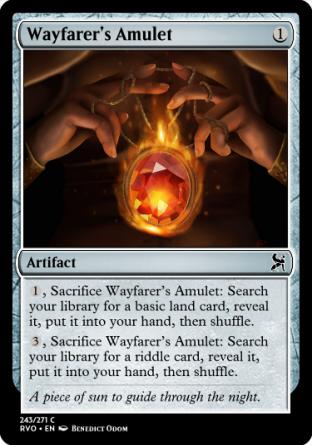 Wayfarer's Amulet 1
Artifact
1, Sacrifice Wayfarer's Amulet: Search
your library for a basic land card, reveal
it, put it into your hand, then shuffle.
3, Sacrifice Wayfarer's Amulet: Search
your library for a riddle card, reveal it,
put it into your hand, then shuffle.
A piece of sun to guide through the night.
243/271 C
RVO • EN Benedict Odom